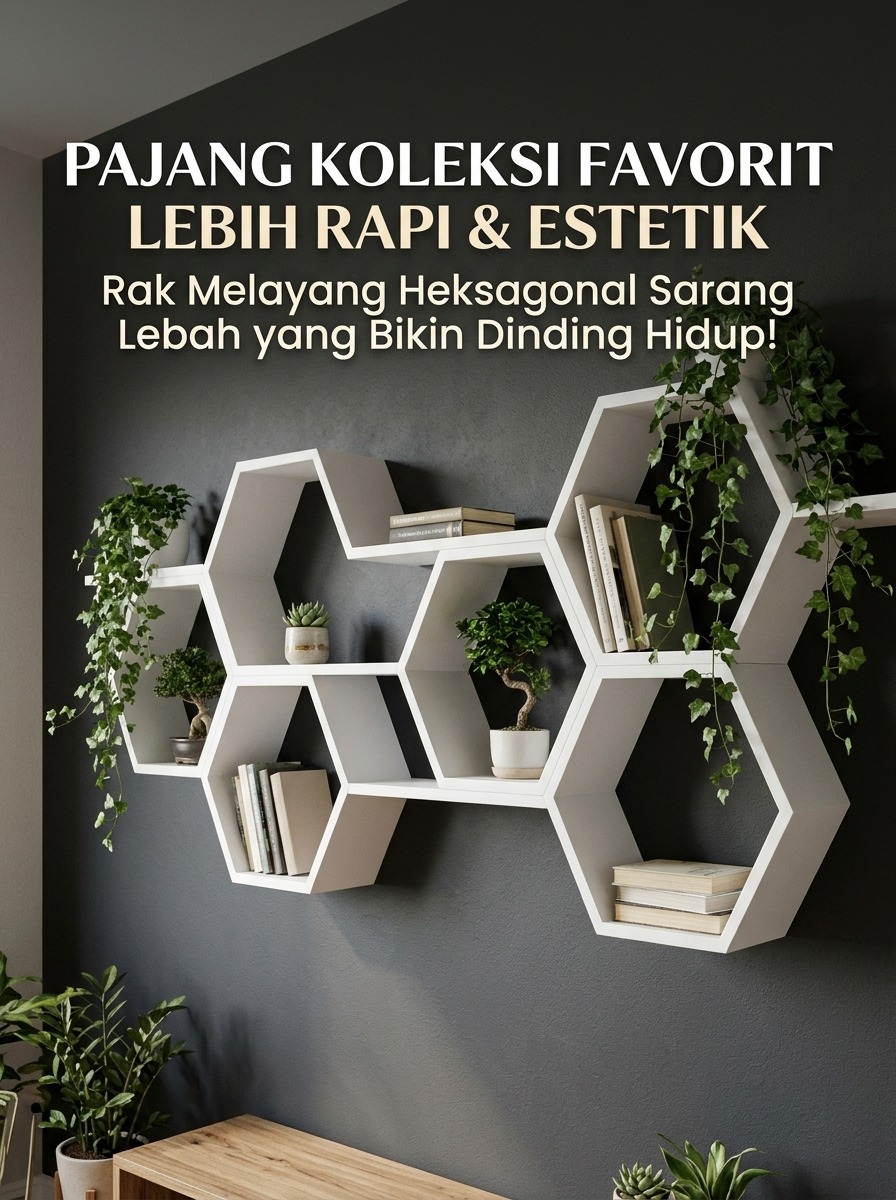 PAJANG KOLEKSI FAVORIT
LEBIH RAPI & ESTETIK
Rak Melayang Heksagonal Sarang
Lebah yang Bikin Dinding Hidup!